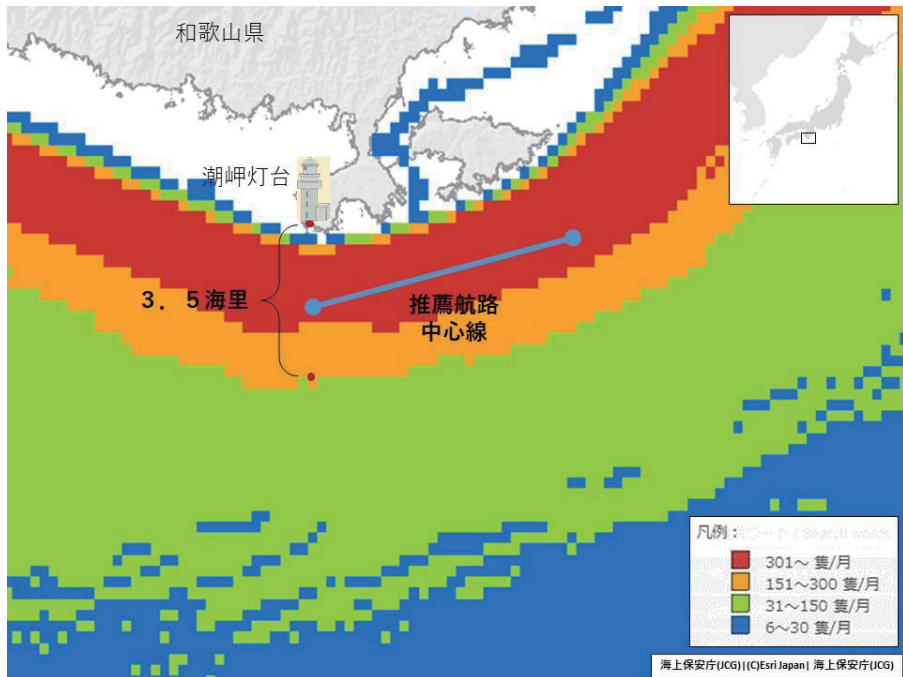 和歌山県
潮岬灯台
3．5海里
推薦航路
中心線
凡例：
Search words
301～ 隻/月
151～300 隻/月
31～150 隻/月
6～30 隻/月
海上保安庁(JCG)|(C)Esri Japan| 海上保安庁(JCG)